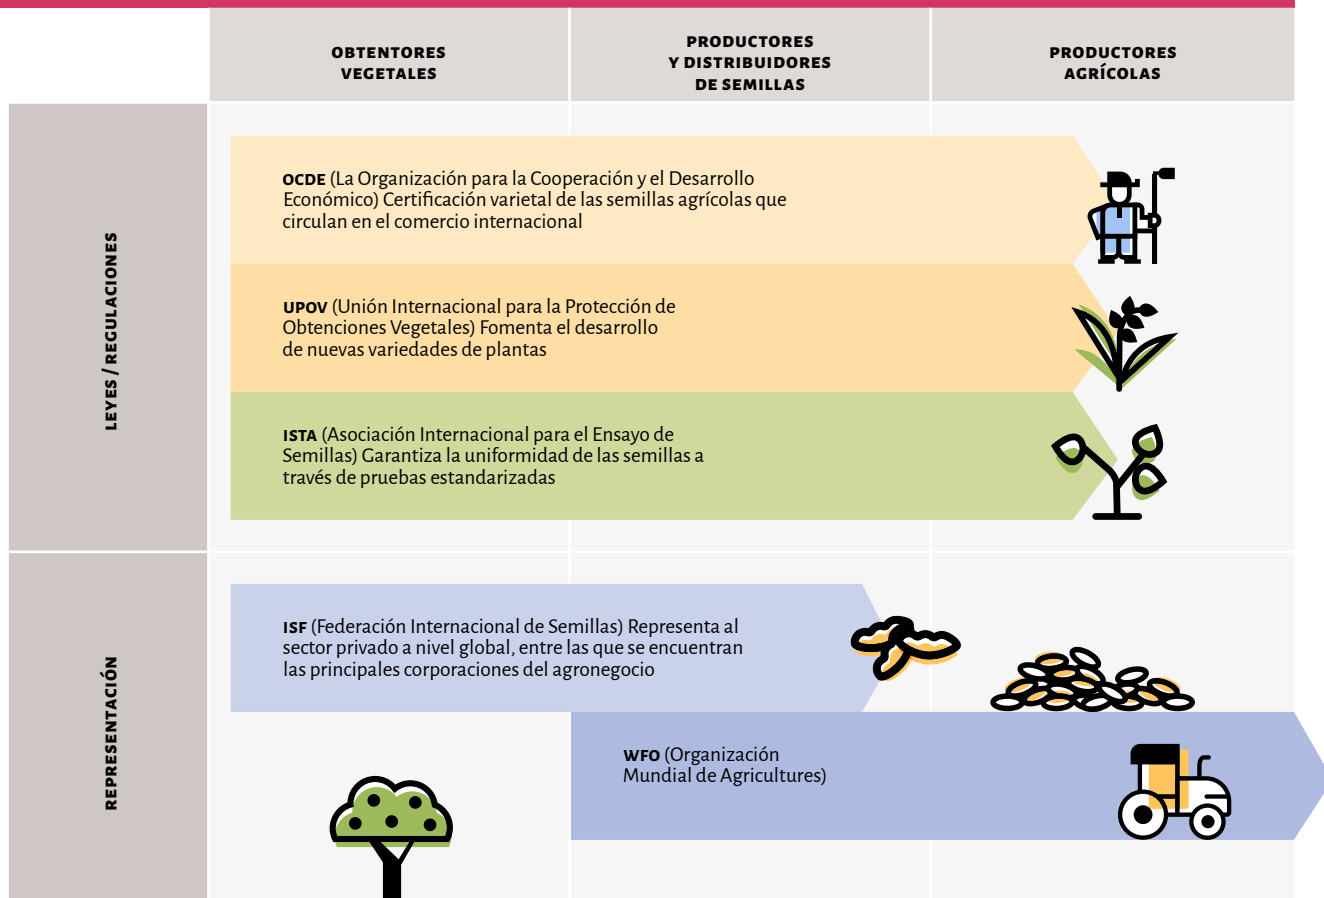 OBTENTORES
VEGETALES
PRODUCTORES
Y DISTRIBUIDORES
DE SEMILLAS
PRODUCTORES
AGRÍCOLAS
LEYES / REGULACIONES
OCDE (La Organización para la Cooperación y el Desarrollo
Económico) Certificación varietal de las semillas agrícolas que
circulan en el comercio internacional
UPOV (Unión Internacional para la Protección de
Obtenciones Vegetales) Fomenta el desarrollo
de nuevas variedades de plantas
ISTA (Asociación Internacional para el Ensayo de
Semillas) Garantiza la uniformidad de las semillas a
través de pruebas estandarizadas
REPRESENTACIÓN
ISF (Federación Internacional de Semillas) Representa al
sector privado a nivel global, entre las que se encuentran
las principales corporaciones del agronegocio
WFO (Organización
Mundial de Agricultures)